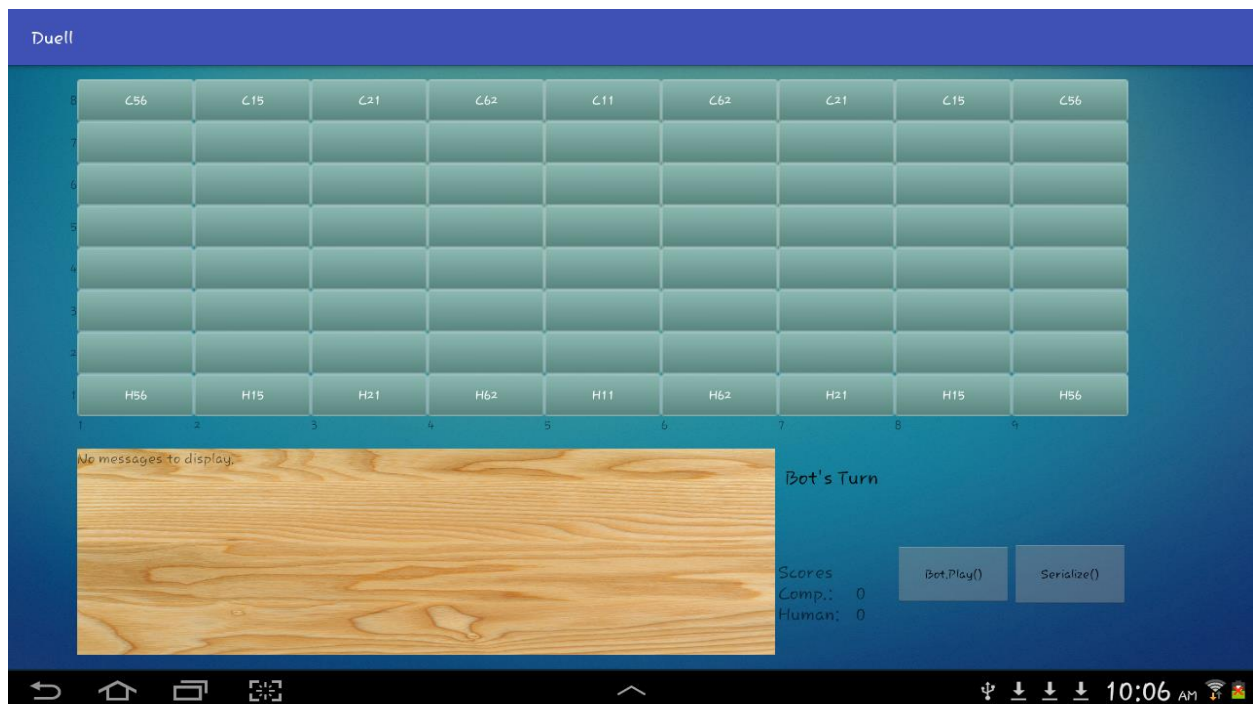 Duell
8 C56 C15 C21 C62 C11 C62 C21 C15 C56
7
6
5
4
3
2
1 H56 H15 H21 H62 H11 H62 H21 H15 H56
1 2 3 4 5 6 7 8 9
No messages to display.
Bot's Turn
Scores
Comp.: 0
Human: 0
Bot.Play()
Serialize()
10:06 AM